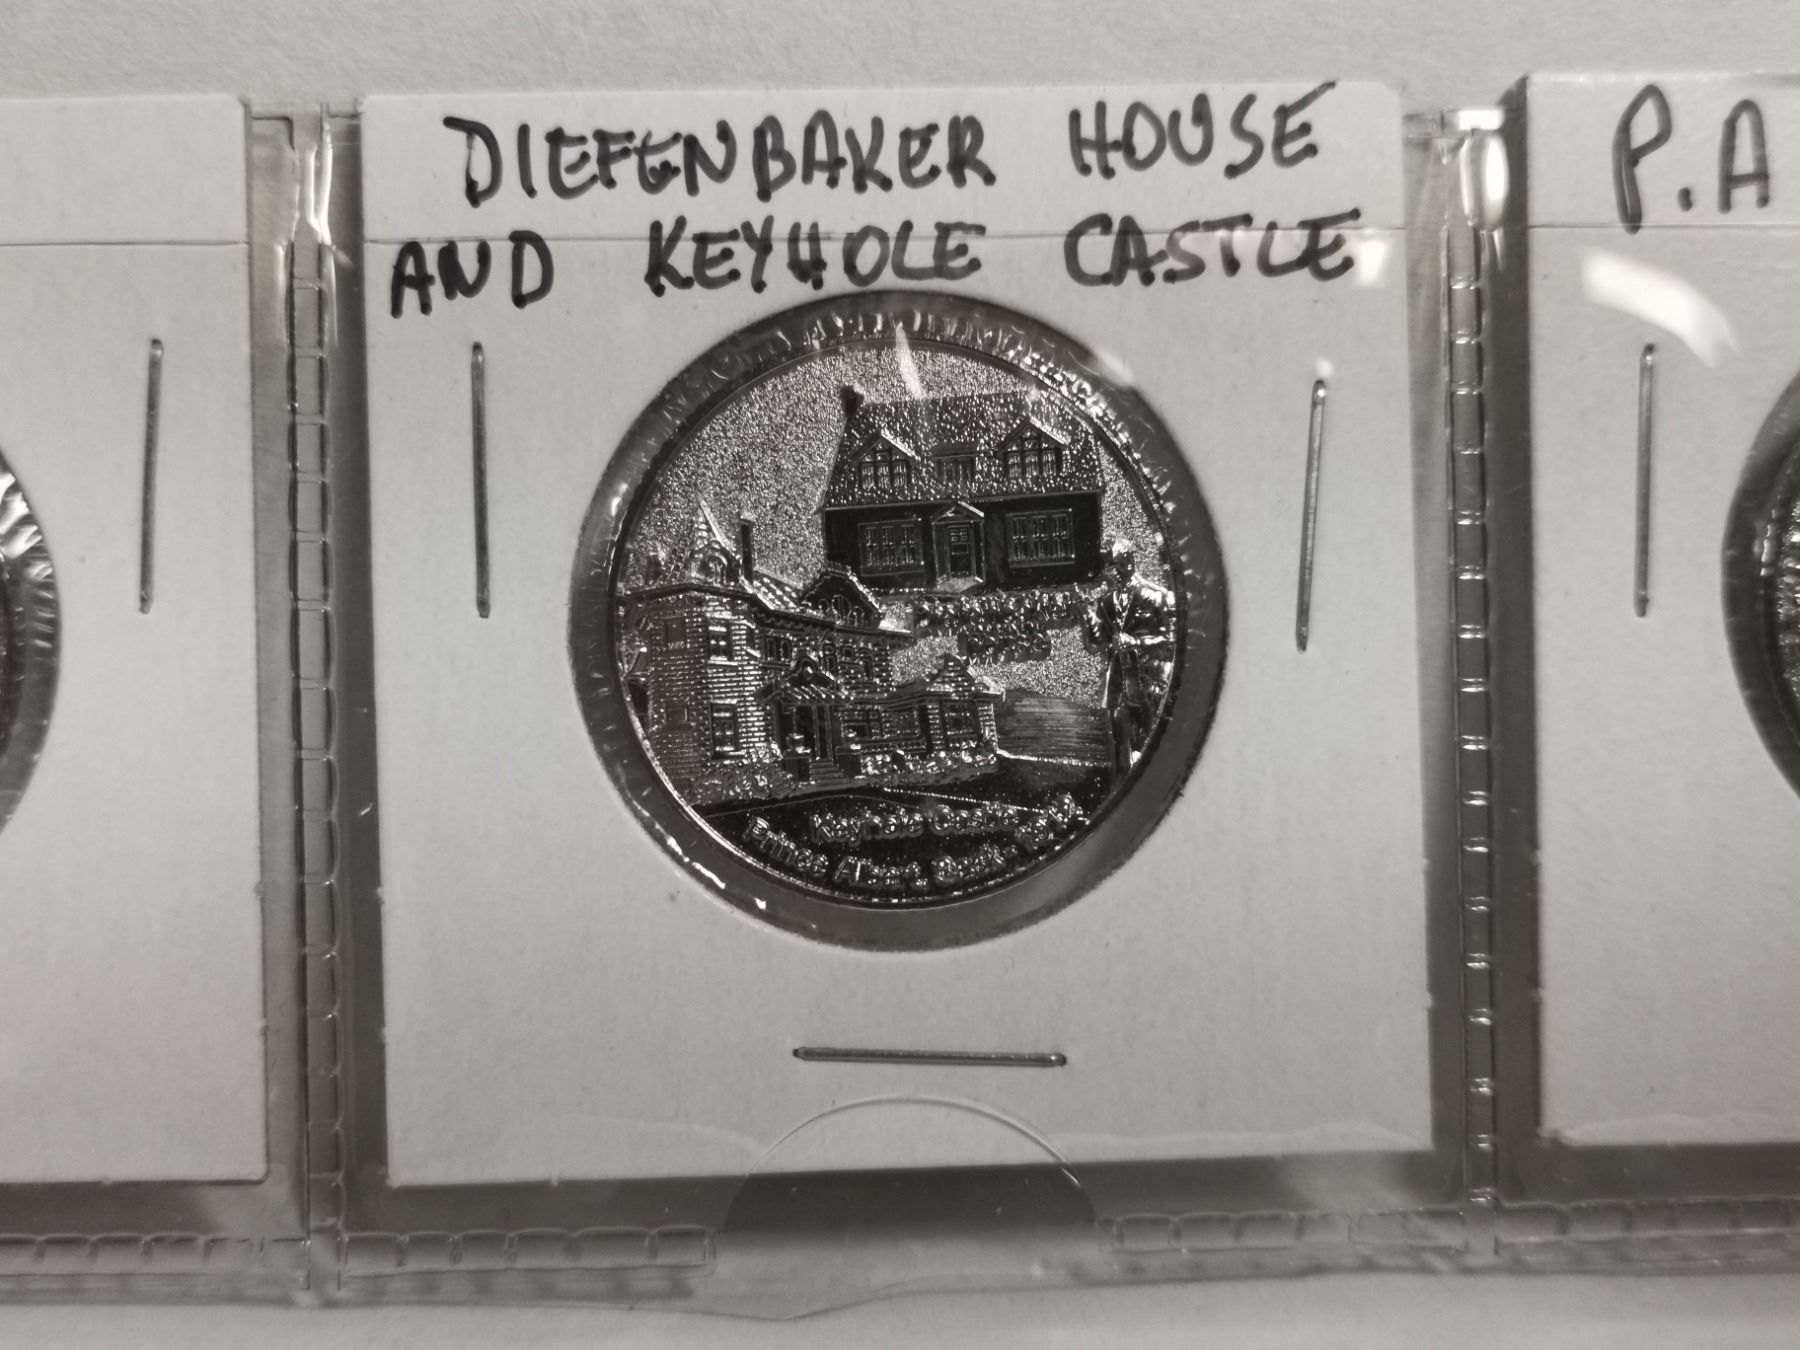 DIEFENBAKER HOUSE
AND KEYHOLE CASTLE
P.A
Keyhole Castle
Prince Albert Sask.